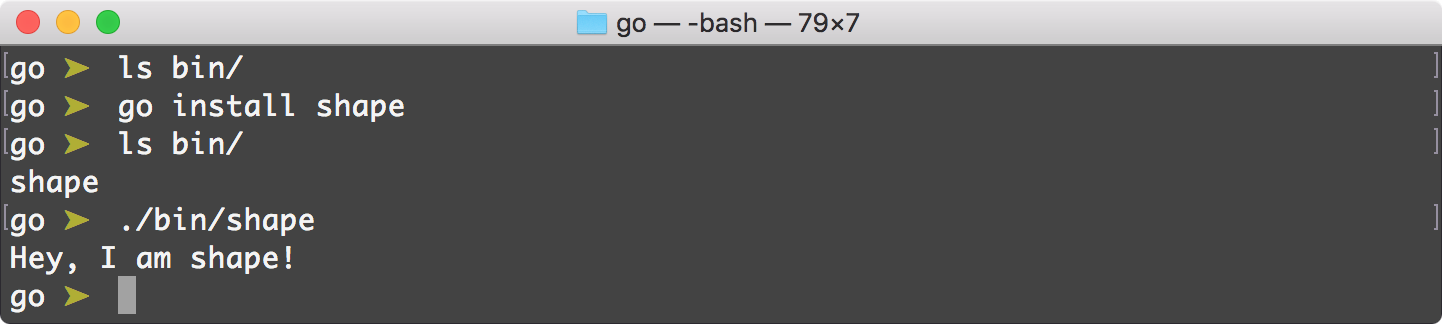 go — -bash — 79×7
[go ➤ ls bin/ ]
[go ➤ go install shape ]
[go ➤ ls bin/ ]
shape
[go ➤ ./bin/shape ]
Hey, I am shape!
go ➤